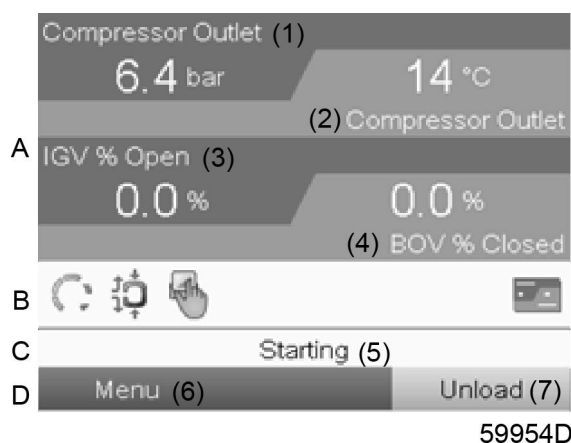 Compressor Outlet (1)
6.4 bar 14 °C
(2) Compressor Outlet
A
IGV % Open (3)
0.0 % 0.0 %
(4) BOV % Closed
B
C Starting (5)
D Menu (6) Unload (7)
59954D